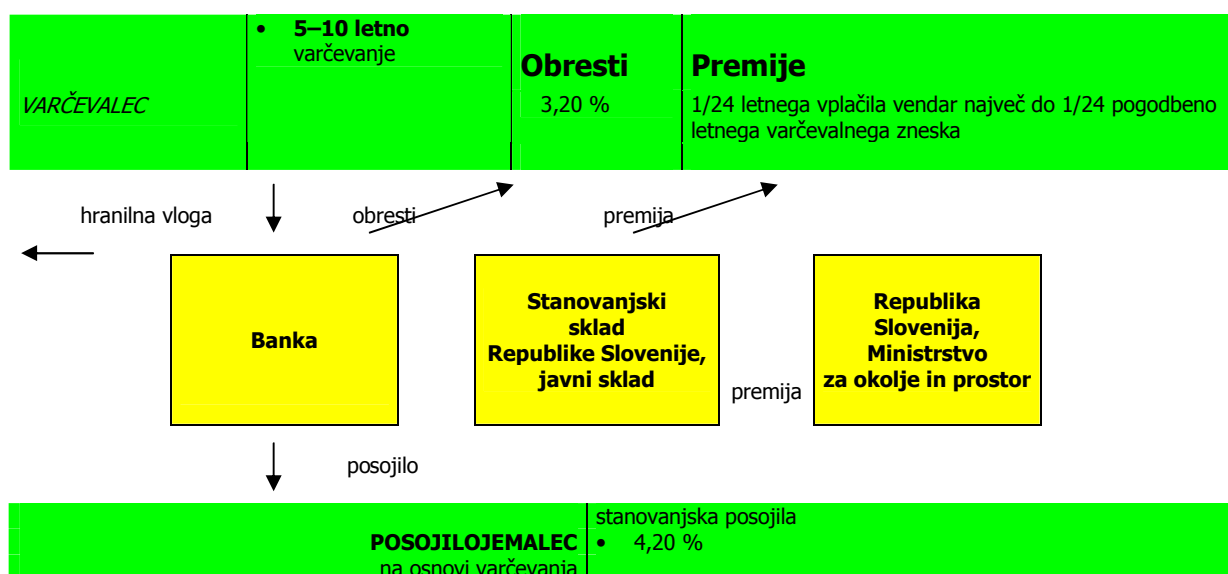 VARČEVALEC
• 5–10 letno
varčevanje
Obresti
3,20 %
Premije
1/24 letnega vplačila vendar največ do 1/24 pogodbeno
letnega varčevalnega zneska
hranilna vloga
obresti
premija
Banka
Stanovanjski
sklad
Republike Slovenije,
javni sklad
premija
Republika
Slovenija,
Ministrstvo
za okolje in prostor
posojilo
POSOJILOJEMALEC
na osnovi varčevanja
stanovanjska posojila
• 4,20 %